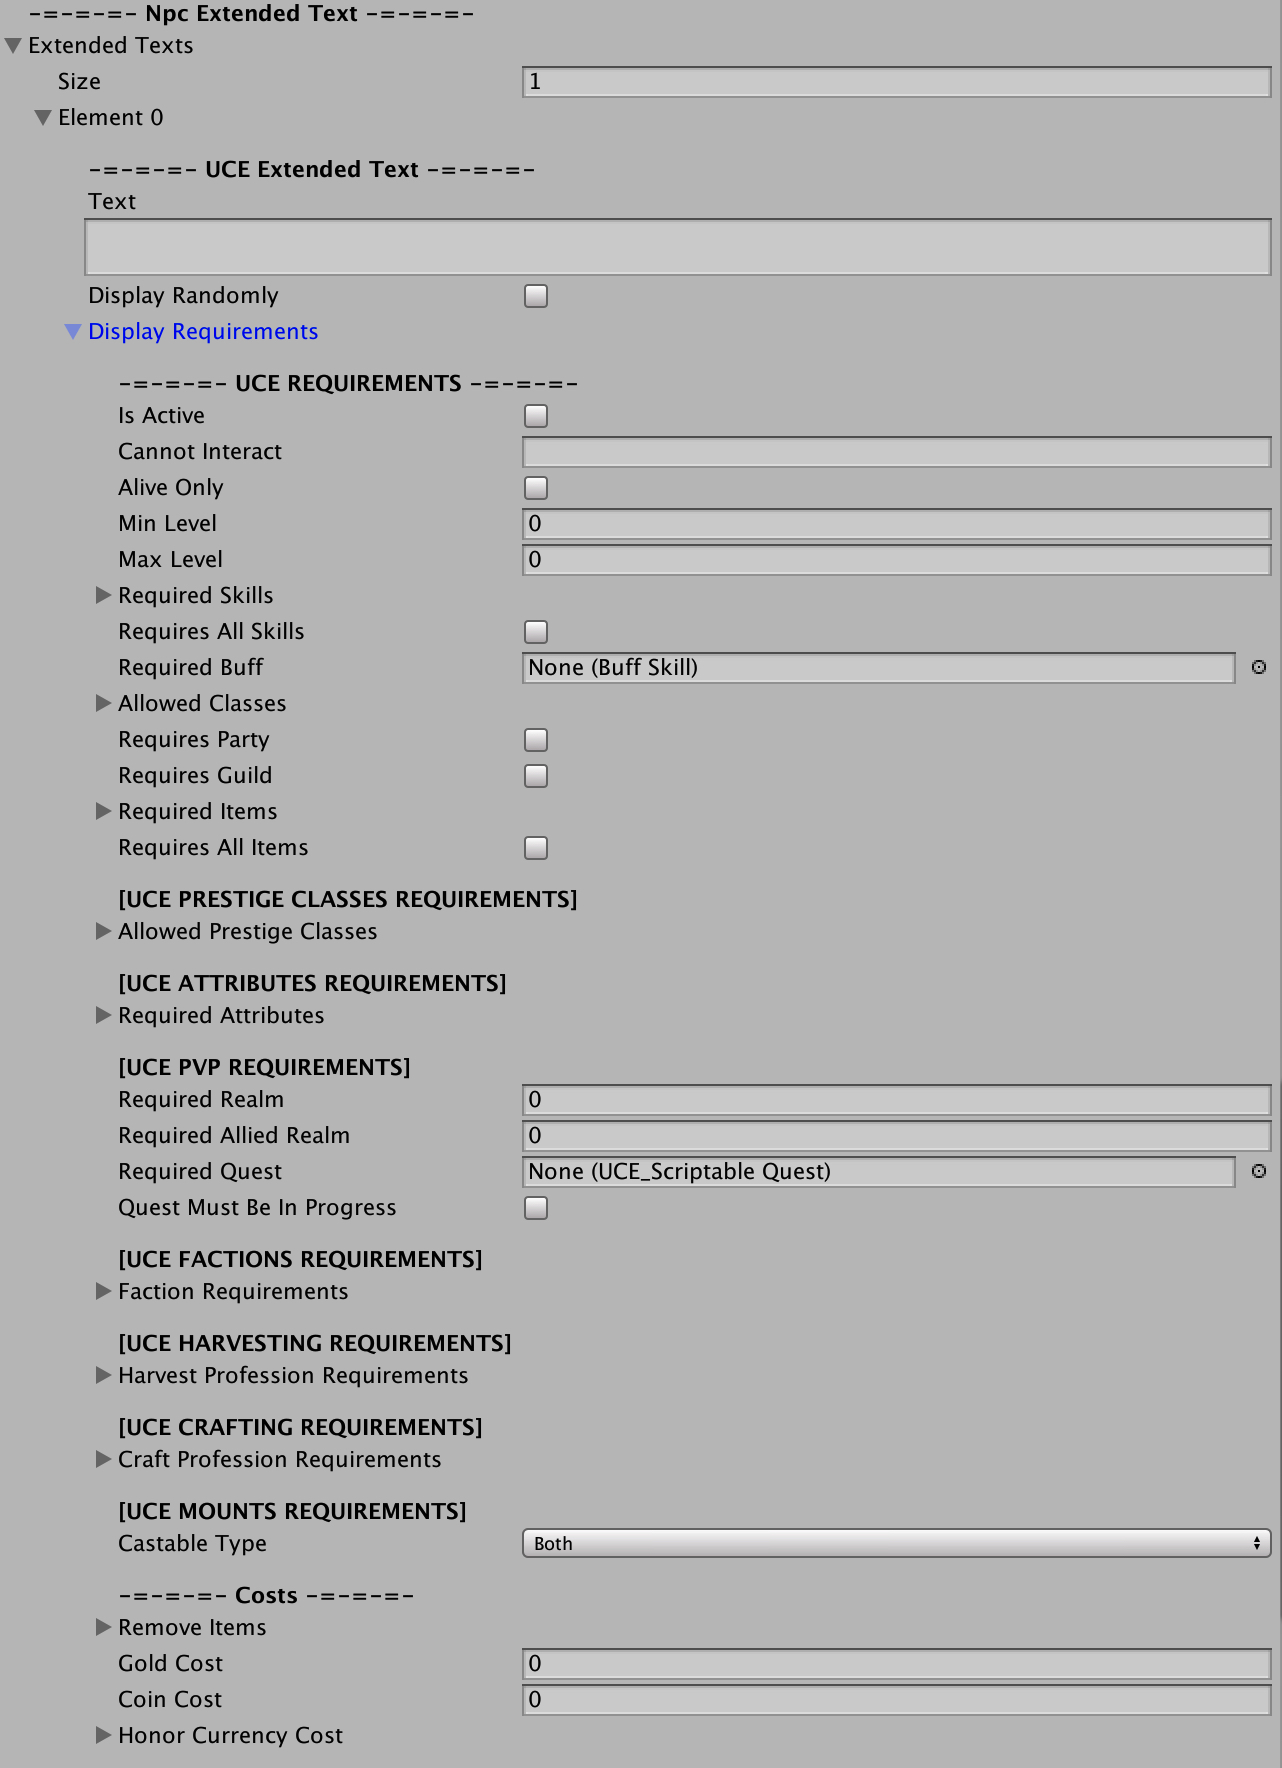 -=-=-=- Npc Extended Text -=-=-=-
Extended Texts
Size 1
Element 0
-=-=-=- UCE Extended Text -=-=-=-
Text
Display Randomly
Display Requirements
-=-=-=- UCE REQUIREMENTS -=-=-=-
Is Active
Cannot Interact
Alive Only
Min Level 0
Max Level 0
Required Skills
Requires All Skills
Required Buff None (Buff Skill)
Allowed Classes
Requires Party
Requires Guild
Required Items
Requires All Items
[UCE PRESTIGE CLASSES REQUIREMENTS]
Allowed Prestige Classes
[UCE ATTRIBUTES REQUIREMENTS]
Required Attributes
[UCE PVP REQUIREMENTS]
Required Realm 0
Required Allied Realm 0
Required Quest None (UCE_Scriptable Quest)
Quest Must Be In Progress
[UCE FACTIONS REQUIREMENTS]
Faction Requirements
[UCE HARVESTING REQUIREMENTS]
Harvest Profession Requirements
[UCE CRAFTING REQUIREMENTS]
Craft Profession Requirements
[UCE MOUNTS REQUIREMENTS]
Castable Type Both
-=-=-=- Costs -=-=-=-
Remove Items
Gold Cost 0
Coin Cost 0
Honor Currency Cost